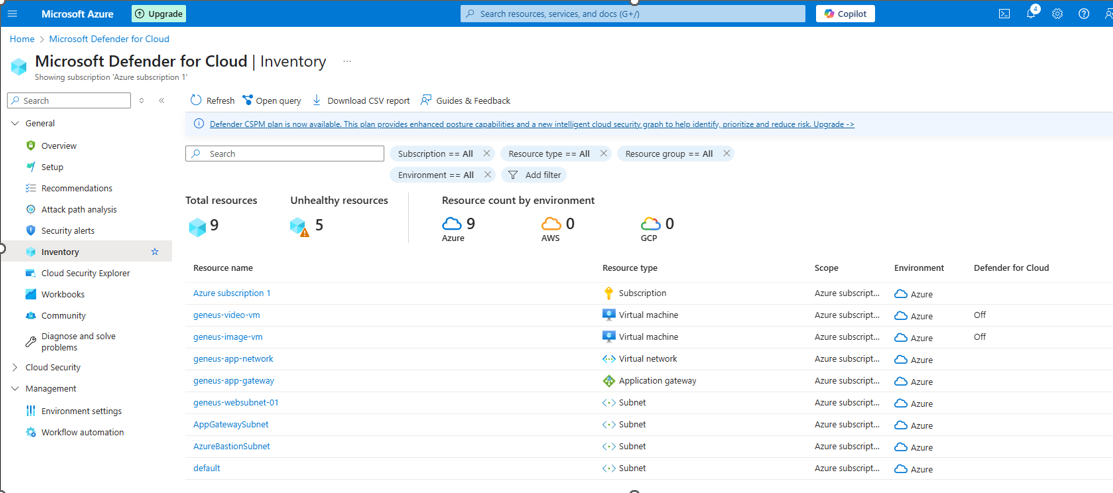 Microsoft Azure
Upgrade
Search resources, services, and docs (G+/)
Copilot
4
Home > Microsoft Defender for Cloud
Microsoft Defender for Cloud | Inventory ...
Showing subscription 'Azure subscription 1'
Search
Refresh Open query Download CSV report Guides & Feedback
General
Overview
Setup
Recommendations
Attack path analysis
Security alerts
Inventory
Cloud Security Explorer
Workbooks
Community
Diagnose and solve
problems
Cloud Security
Management
Environment settings
Workflow automation
Defender CSPM plan is now available. This plan provides enhanced posture capabilities and a new intelligent cloud security graph to help identify, prioritize and reduce risk. Upgrade ->
Search
Subscription == All Resource type == All Resource group == All
Environment == All Add filter
Total resources Unhealthy resources Resource count by environment
9 5 9 0 0
Azure AWS GCP
Resource name Resource type Scope Environment Defender for Cloud
Azure subscription 1 Subscription Azure subscript... Azure
geneus-video-vm Virtual machine Azure subscript... Azure Off
geneus-image-vm Virtual machine Azure subscript... Azure Off
geneus-app-network Virtual network Azure subscript... Azure
geneus-app-gateway Application gateway Azure subscript... Azure
geneus-websubnet-01 Subnet Azure subscript... Azure
AppGatewaySubnet Subnet Azure subscript... Azure
AzureBastionSubnet Subnet Azure subscript... Azure
default Subnet Azure subscript... Azure